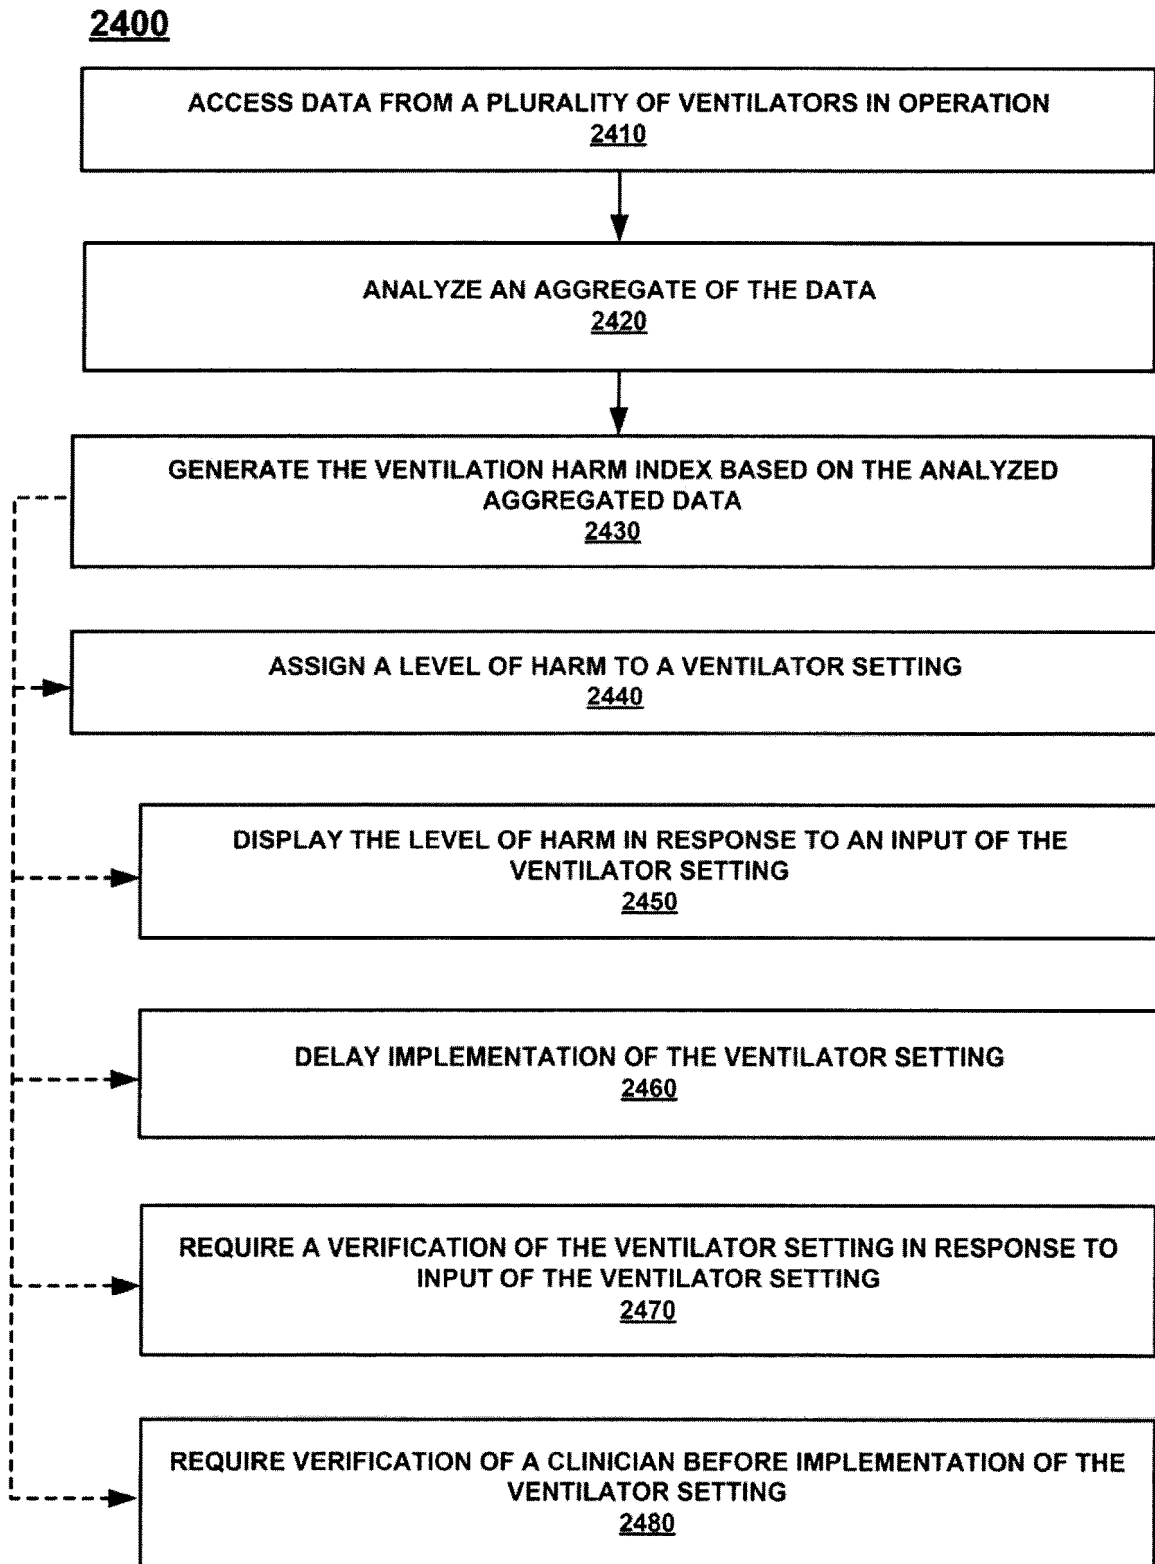 2400
ACCESS DATA FROM A PLURALITY OF VENTILATORS IN OPERATION
2410
ANALYZE AN AGGREGATE OF THE DATA
2420
GENERATE THE VENTILATION HARM INDEX BASED ON THE ANALYZED
AGGREGATED DATA
2430
ASSIGN A LEVEL OF HARM TO A VENTILATOR SETTING
2440
DISPLAY THE LEVEL OF HARM IN RESPONSE TO AN INPUT OF THE
VENTILATOR SETTING
2450
DELAY IMPLEMENTATION OF THE VENTILATOR SETTING
2460
REQUIRE A VERIFICATION OF THE VENTILATOR SETTING IN RESPONSE TO
INPUT OF THE VENTILATOR SETTING
2470
REQUIRE VERIFICATION OF A CLINICIAN BEFORE IMPLEMENTATION OF THE
VENTILATOR SETTING
2480